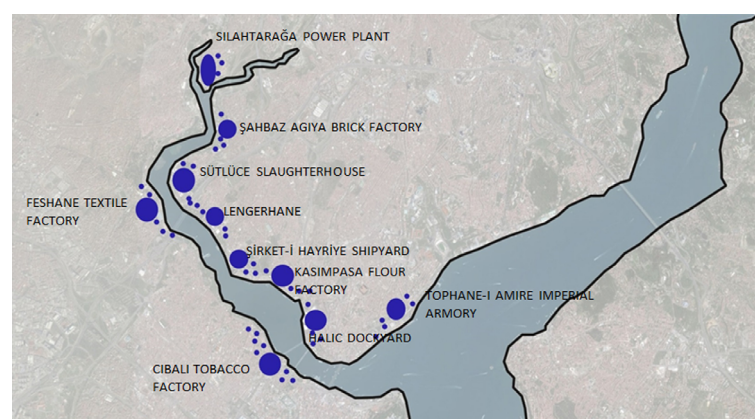 SILAHTARAĞA POWER PLANT
ŞAHBAZ AGIYA BRICK FACTORY
SÜTLÜCE SLAUGHTERHOUSE
FESHANE TEXTILE
FACTORY
LENGERHANE
ŞİRKET-İ HAYRİYE SHIPYARD
KASIMPASA FLOUR
FACTORY
TOPHANE-I AMIRE IMPERIAL
ARMORY
HALIC DOCKYARD
CIBALI TOBACCO
FACTORY